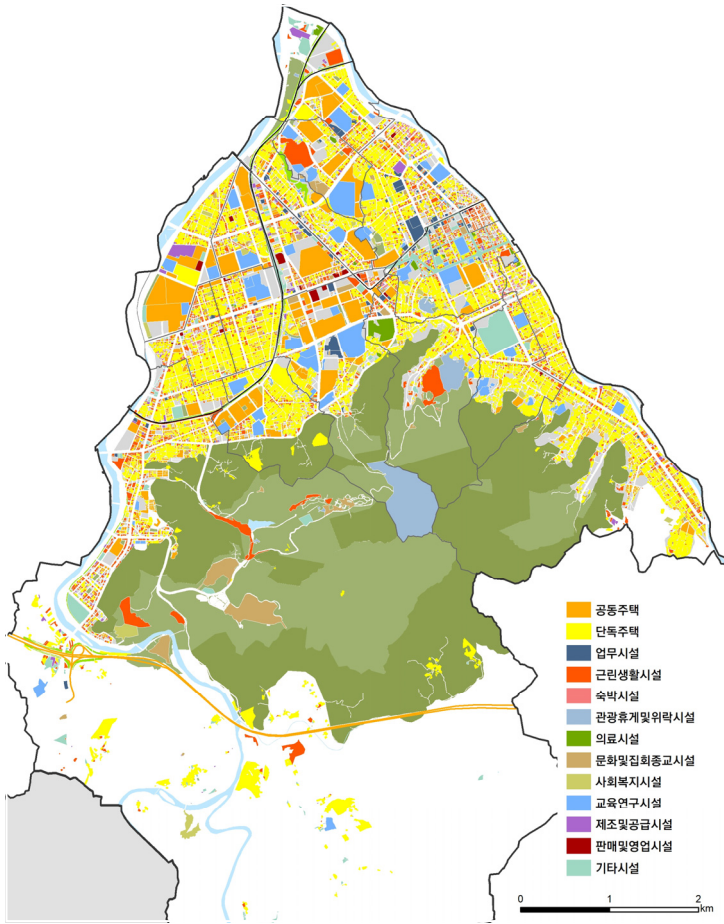 공동주택
단독주택
업무시설
근린생활시설
숙박시설
관광휴게및위락시설
의료시설
문화및집회종교시설
사회복지시설
교육연구시설
제조및공급시설
판매및영업시설
기타시설
0 1 2
km